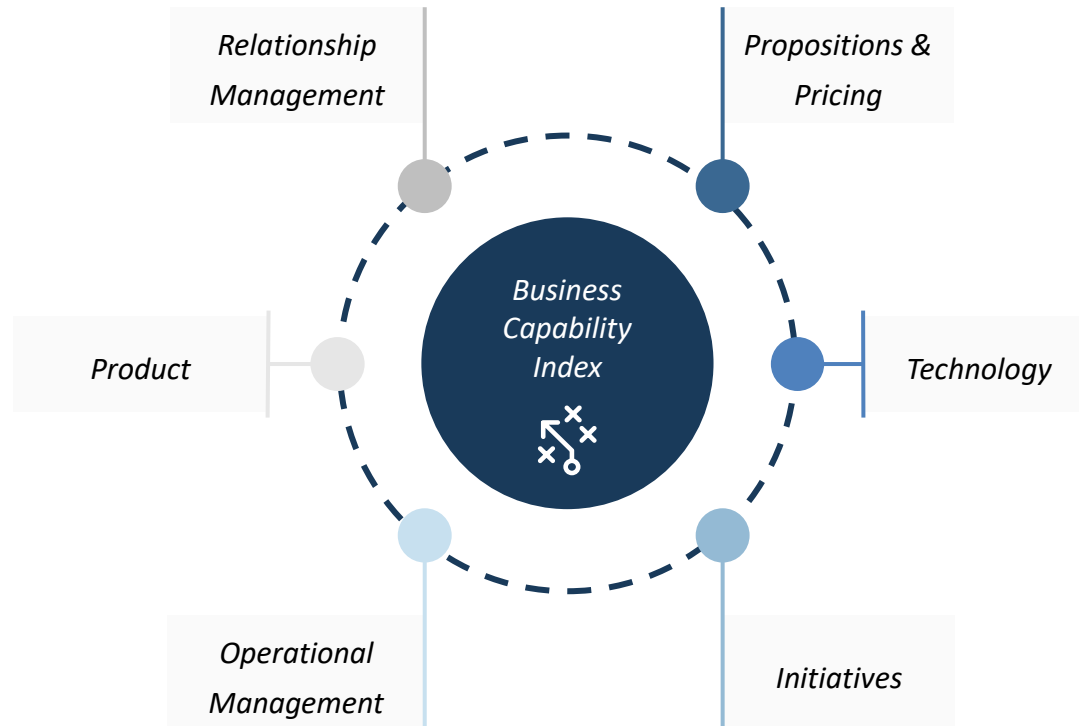 Relationship
Management
Propositions &
Pricing
Business
Capability
Index
Product
Technology
Operational
Management
Initiatives